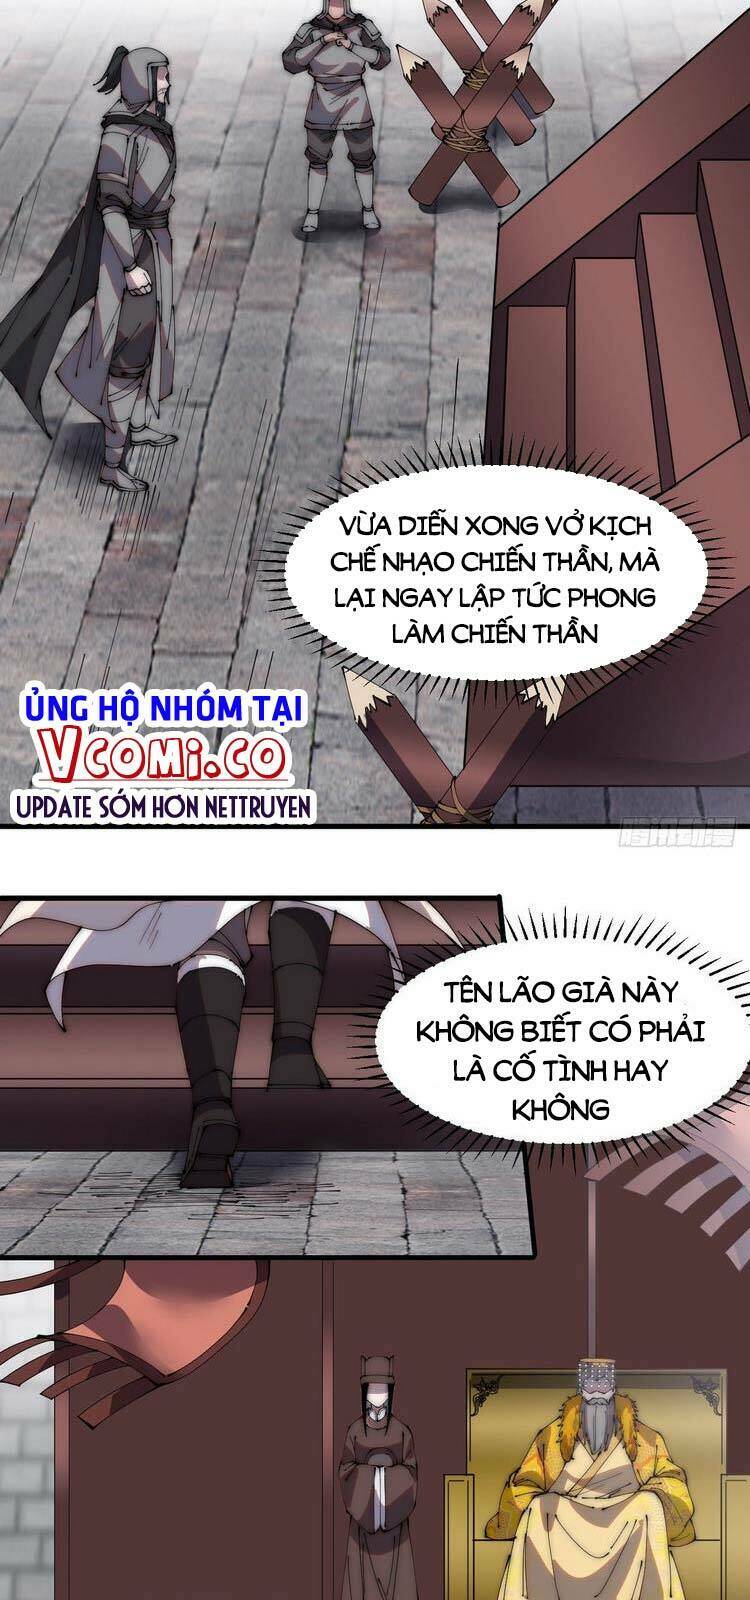 VỪA DIỄN XONG VỞ KỊCH
CHẾ NHẠO CHIẾN THẦN, MÀ
LẠI NGAY LẬP TỨC PHONG
LÀM CHIẾN THẦN
ỦNG HỘ NHÓM TẠI
VCOMI.CO
UPDATE SỚM HƠN NETTRUYEN
TÊN LÃO GIÀ NÀY
KHÔNG BIẾT CÓ PHẢI
LÀ CỐ TÌNH HAY
KHÔNG